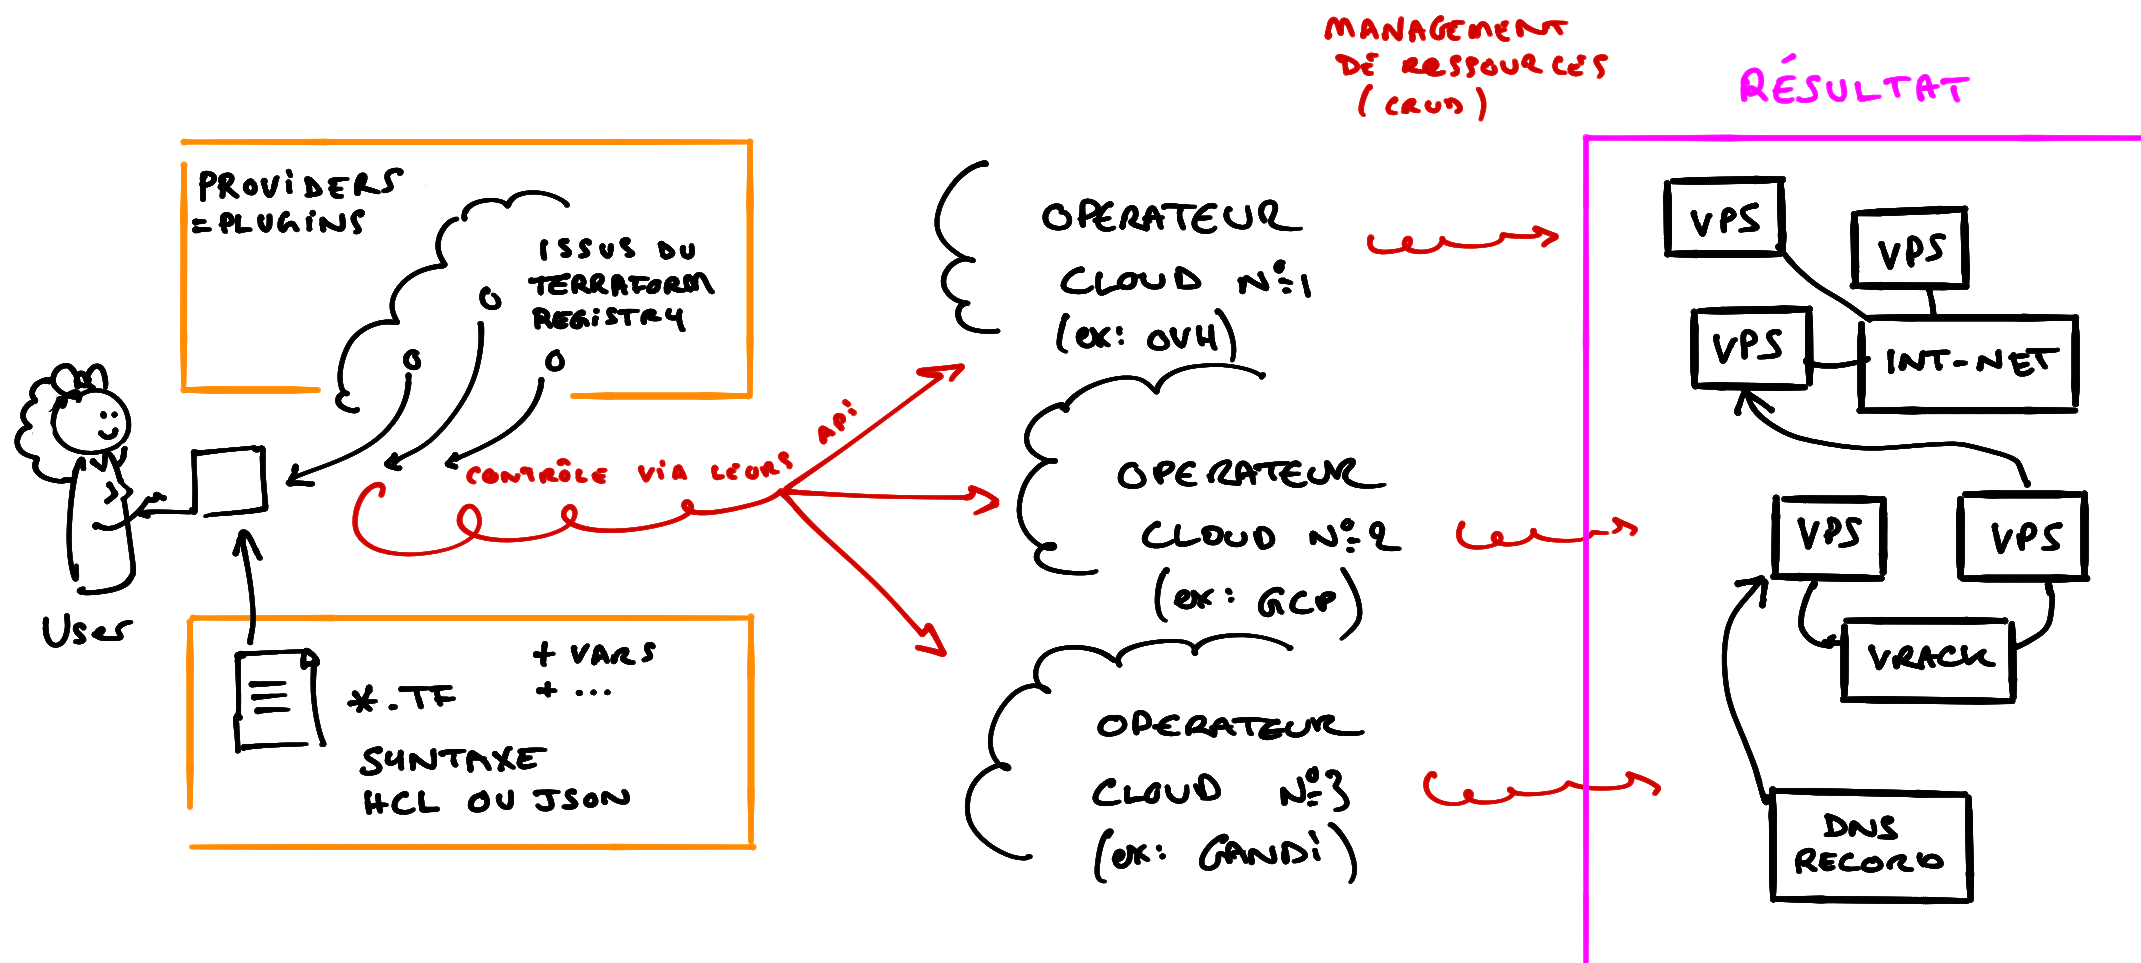 MANAGEMENT
DE RESSOURCES
(CRUD)
RÉSULTAT
PROVIDERS
= PLUGINS
ISSUS DU
TERRAFORM
REGISTRY
User
CONTRÔLE VIA LEURS
API
*.TF
+ VARS
+ ...
SYNTAXE
HCL OU JSON
OPERATEUR
CLOUD N°1
(ex: OVH)
OPERATEUR
CLOUD N°2
(ex: GCP)
OPERATEUR
CLOUD N°3
(ex: GANDI)
VPS
VPS
VPS
INT-NET
VPS
VPS
VRACK
DNS
RECORD